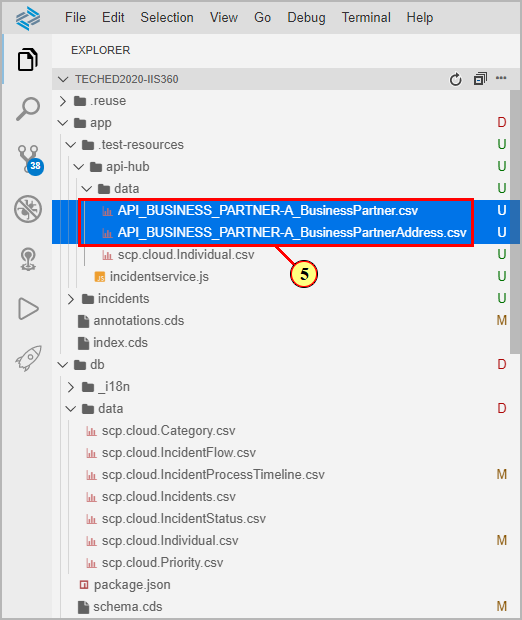 File Edit Selection View Go Debug Terminal Help
EXPLORER
TECHED2020-IIS360
.reuse
app D
.test-resources U
api-hub U
data U
API_BUSINESS_PARTNER-A_BusinessPartner.csv U
API_BUSINESS_PARTNER-A_BusinessPartnerAddress.csv U
scp.cloud.Individual.csv U
5
JS incidentservice.js U
incidents U
annotations.cds M
index.cds
db D
_i18n
data D
scp.cloud.Category.csv
scp.cloud.IncidentFlow.csv
scp.cloud.IncidentProcessTimeline.csv M
scp.cloud.Incidents.csv
scp.cloud.IncidentStatus.csv
scp.cloud.Individual.csv M
scp.cloud.Priority.csv
package.json
schema.cds M
38